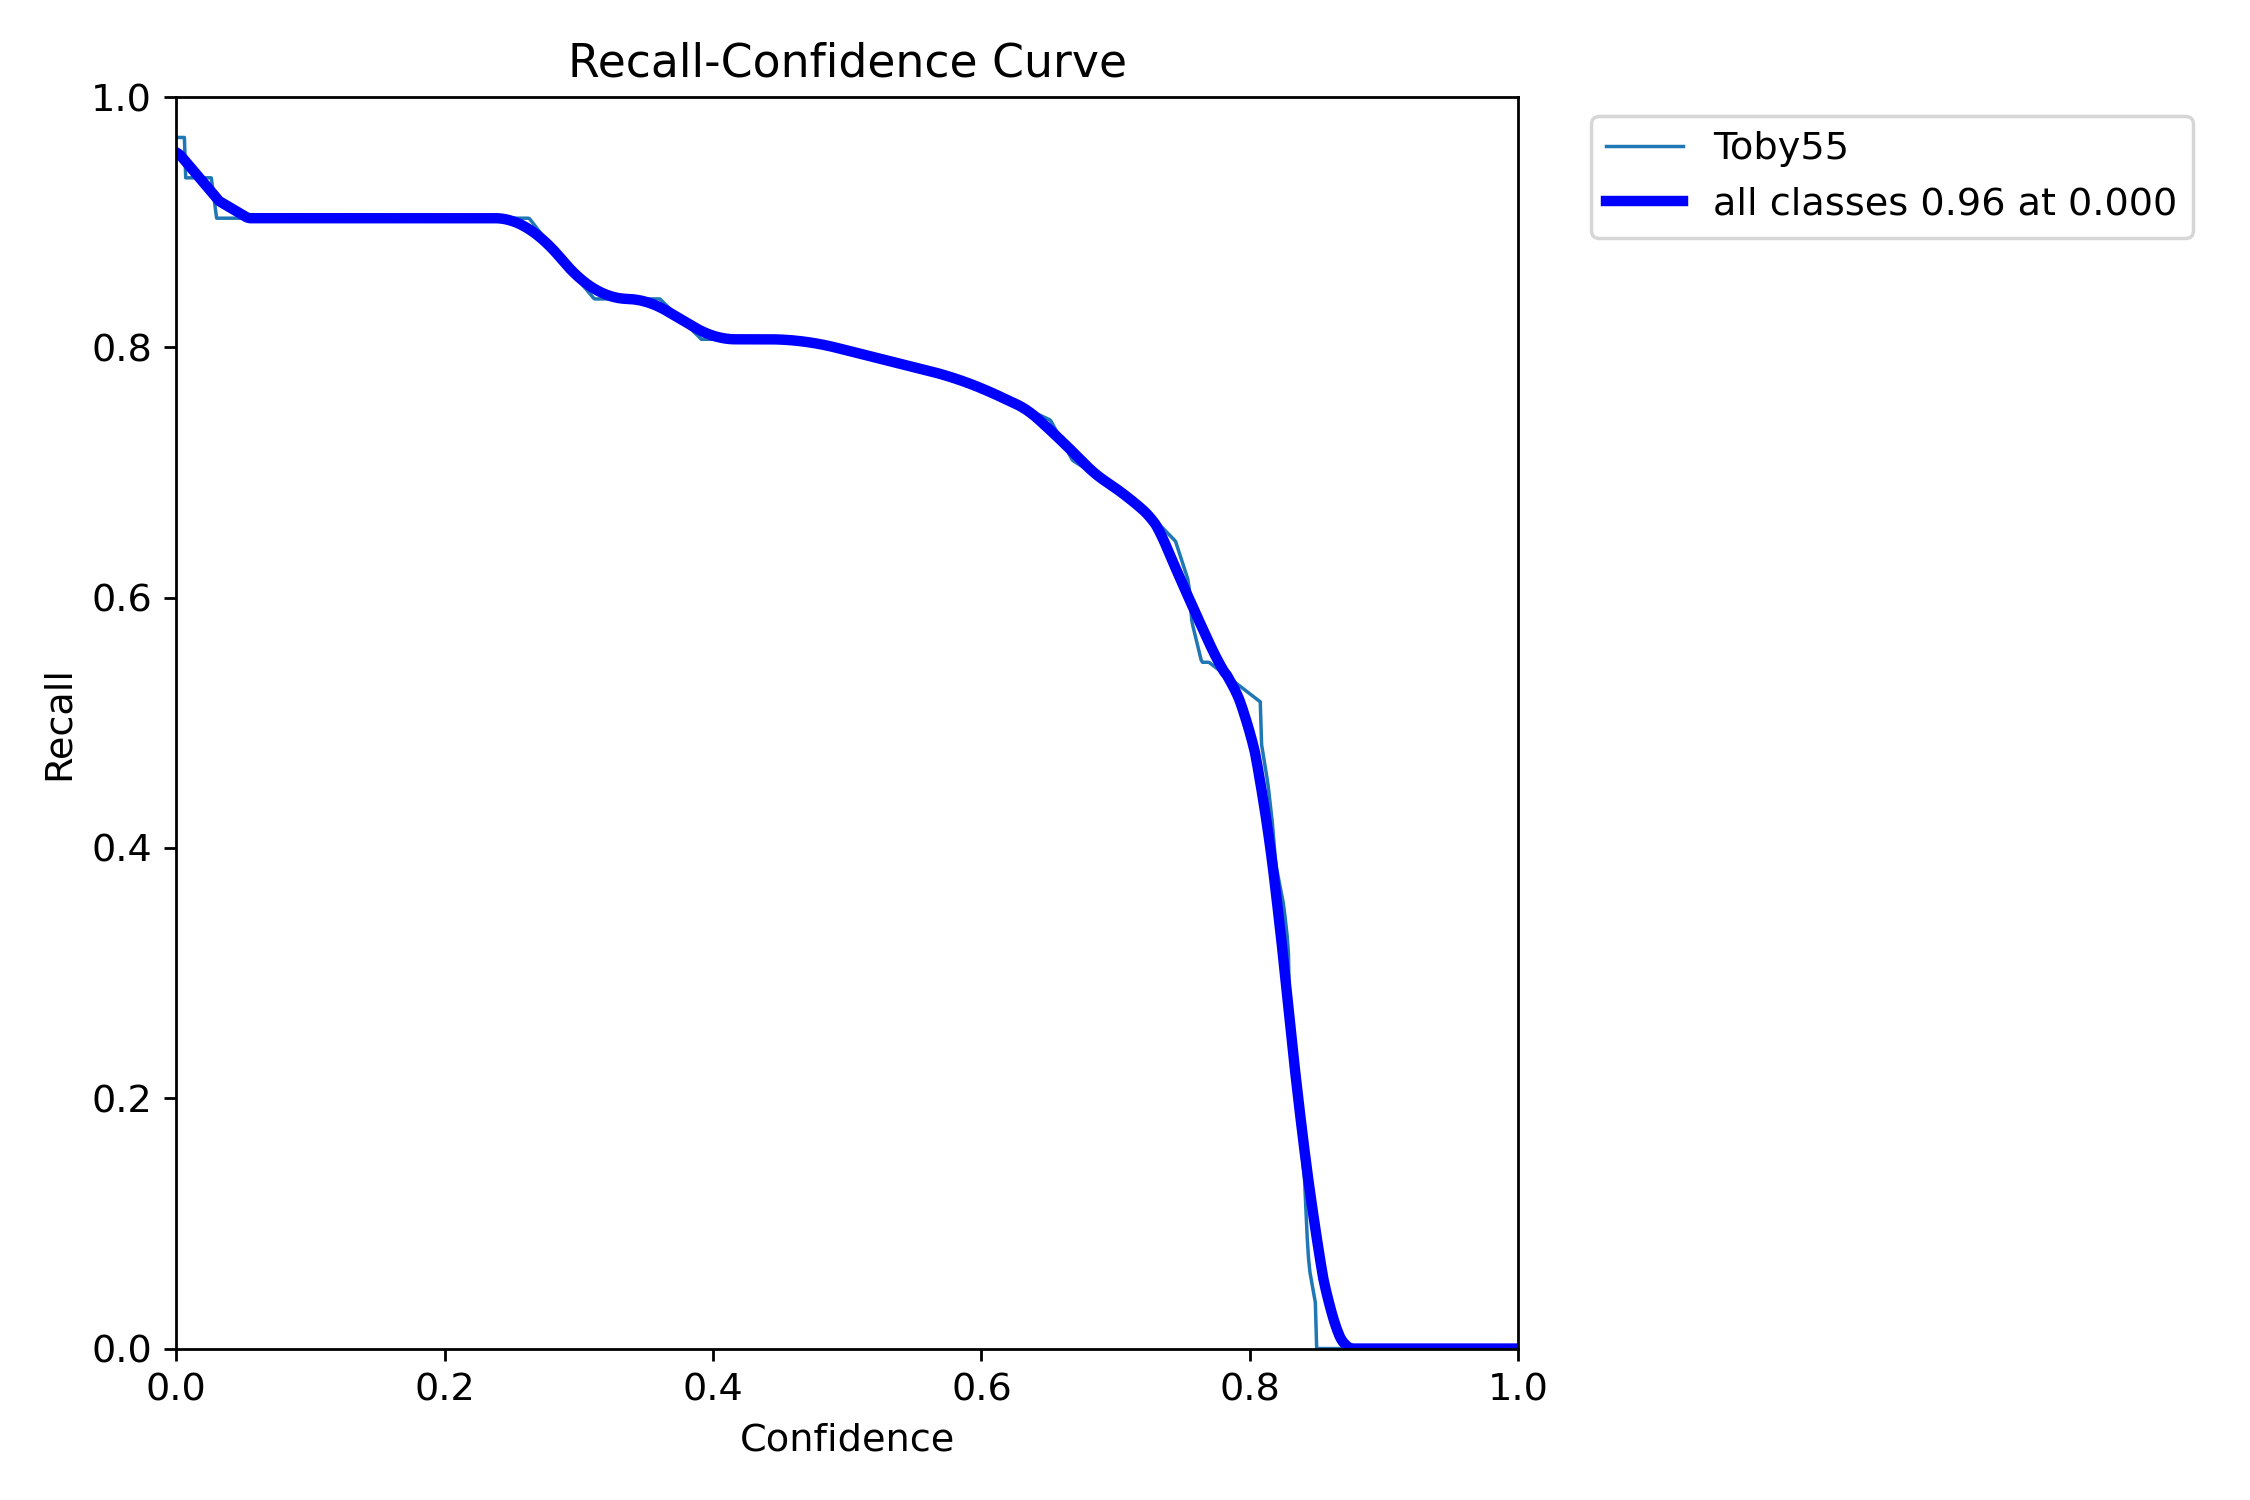 Recall-Confidence Curve
1.0
0.8
0.6
0.4
0.2
0.0
Recall
0.0 0.2 0.4 0.6 0.8 1.0
Confidence
Toby55
all classes 0.96 at 0.000